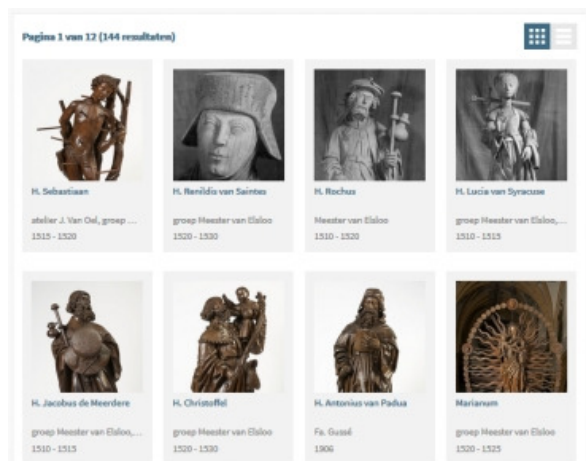 Pagina 1 van 12 (144 resultaten)
H. Sebastiaan
atelier J. Van Oel, groep ...
1515 - 1520
H. Renildis van Saintes
groep Meester van Elsloo
1520 - 1530
H. Rochus
Meester van Elsloo
1510 - 1520
H. Lucia van Syracuse
groep Meester van Elsloo,...
1510 - 1515
H. Jacobus de Meerdere
groep Meester van Elsloo,...
1510 - 1515
H. Christoffel
groep Meester van Elsloo
1520 - 1530
H. Antonius van Padua
Fa. Gussé
1906
Marianum
groep Meester van Elsloo
1520 - 1525